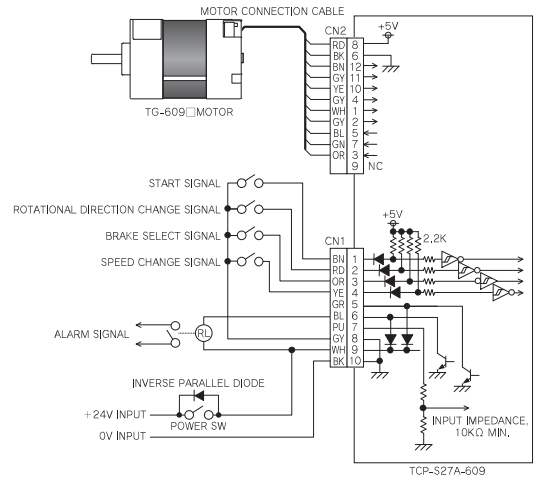 MOTOR CONNECTION CABLE
CN2
+5V
RD 8
BK 6
BN 12
GY 11
YE 10
GY 4
WH 1
GY 2
BL 5
GN 7
OR 3
9 NC
TG-609□MOTOR
START SIGNAL
ROTATIONAL DIRECTION CHANGE SIGNAL
BRAKE SELECT SIGNAL
SPEED CHANGE SIGNAL
CN1
+5V
2.2K
BN 1
RD 2
OR 3
YE 4
GR 5
BL 6
PU 7
GY 8
WH 9
BK 10
ALARM SIGNAL
RL
INVERSE PARALLEL DIODE
+24V INPUT
POWER SW
0V INPUT
INPUT IMPEDANCE,
10KΩ MIN.
TCP-S27A-609